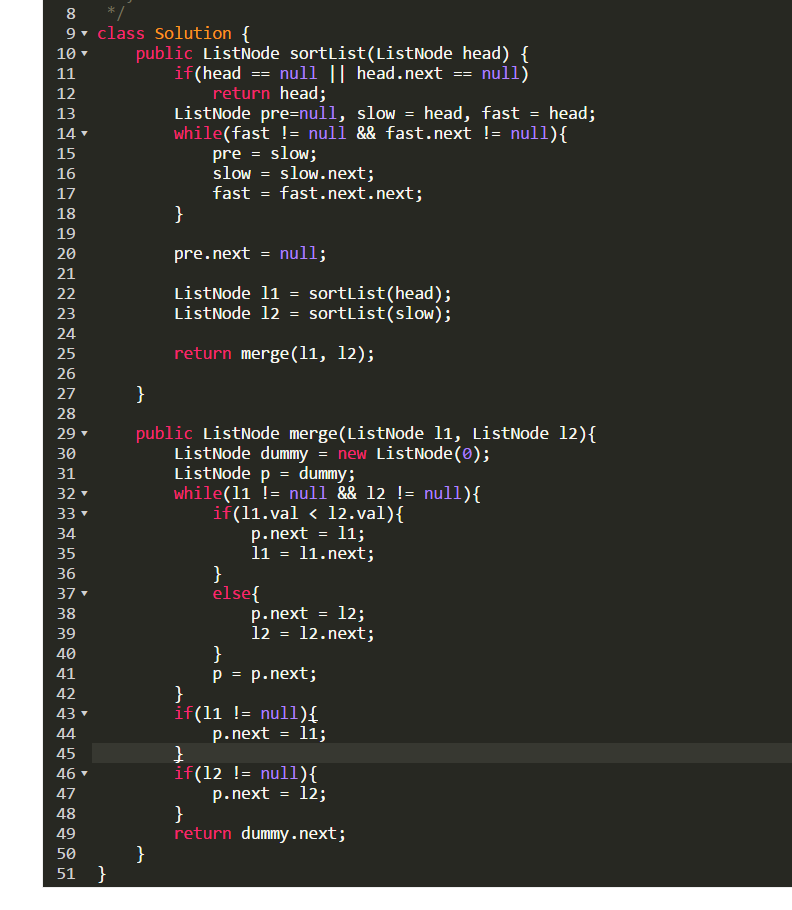 8 */
9 class Solution {
10 public ListNode sortList(ListNode head) {
11 if(head == null || head.next == null)
12 return head;
13 ListNode pre=null, slow = head, fast = head;
14 while(fast != null && fast.next != null){
15 pre = slow;
16 slow = slow.next;
17 fast = fast.next.next;
18 }
19
20 pre.next = null;
21
22 ListNode l1 = sortList(head);
23 ListNode l2 = sortList(slow);
24
25 return merge(l1, l2);
26
27 }
28
29 public ListNode merge(ListNode l1, ListNode l2){
30 ListNode dummy = new ListNode(0);
31 ListNode p = dummy;
32 while(l1 != null && l2 != null){
33 if(l1.val < l2.val){
34 p.next = l1;
35 l1 = l1.next;
36 }
37 else{
38 p.next = l2;
39 l2 = l2.next;
40 }
41 p = p.next;
42 }
43 if(l1 != null){
44 p.next = l1;
45 }
46 if(l2 != null){
47 p.next = l2;
48 }
49 return dummy.next;
50 }
51 }